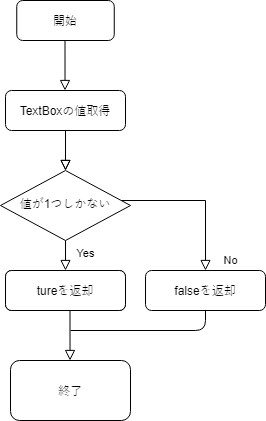 開始
TextBoxの値取得
値が1つしかない
Yes
No
tureを返却
falseを返却
終了